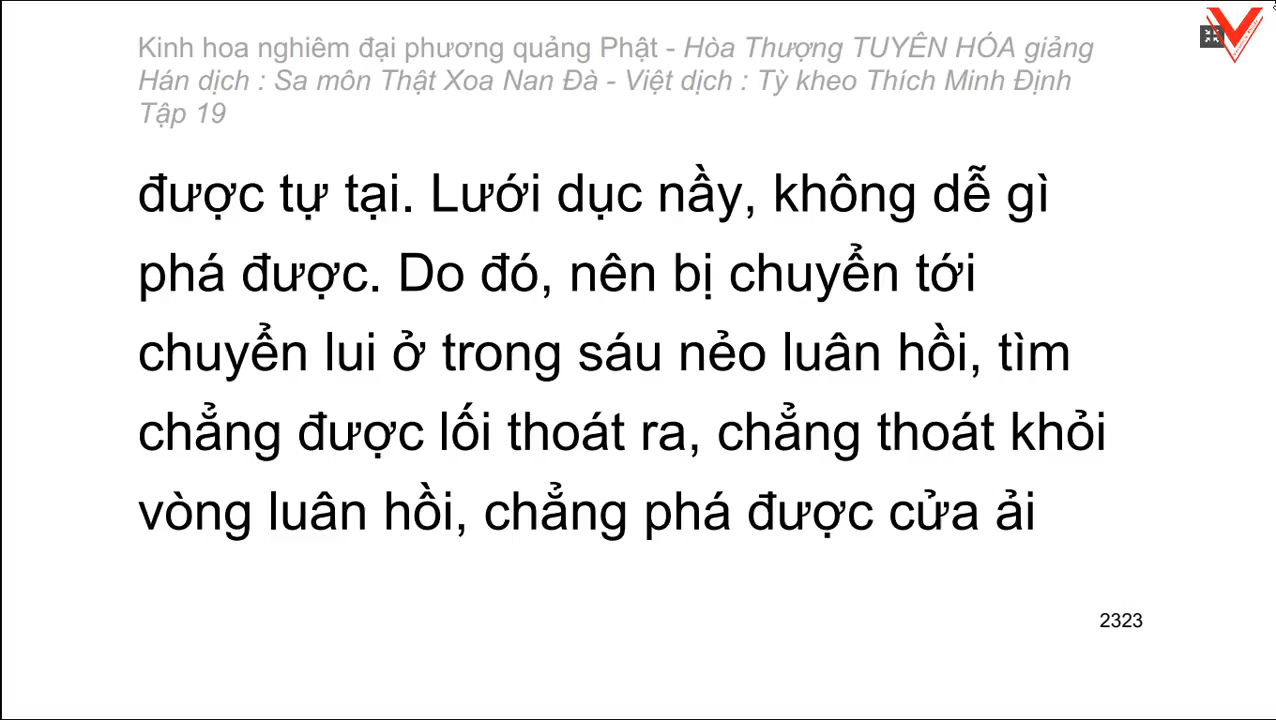 Kinh hoa nghiêm đại phương quảng Phật - Hòa Thượng TUYÊN HÓA giảng
Hán dịch : Sa môn Thật Xoa Nan Đà - Việt dịch : Tỳ kheo Thích Minh Định
Tập 19
được tự tại. Lưới dục nầy, không dễ gì
phá được. Do đó, nên bị chuyển tới
chuyển lui ở trong sáu nẻo luân hồi, tìm
chẳng được lối thoát ra, chẳng thoát khỏi
vòng luân hồi, chẳng phá được cửa ải
2323